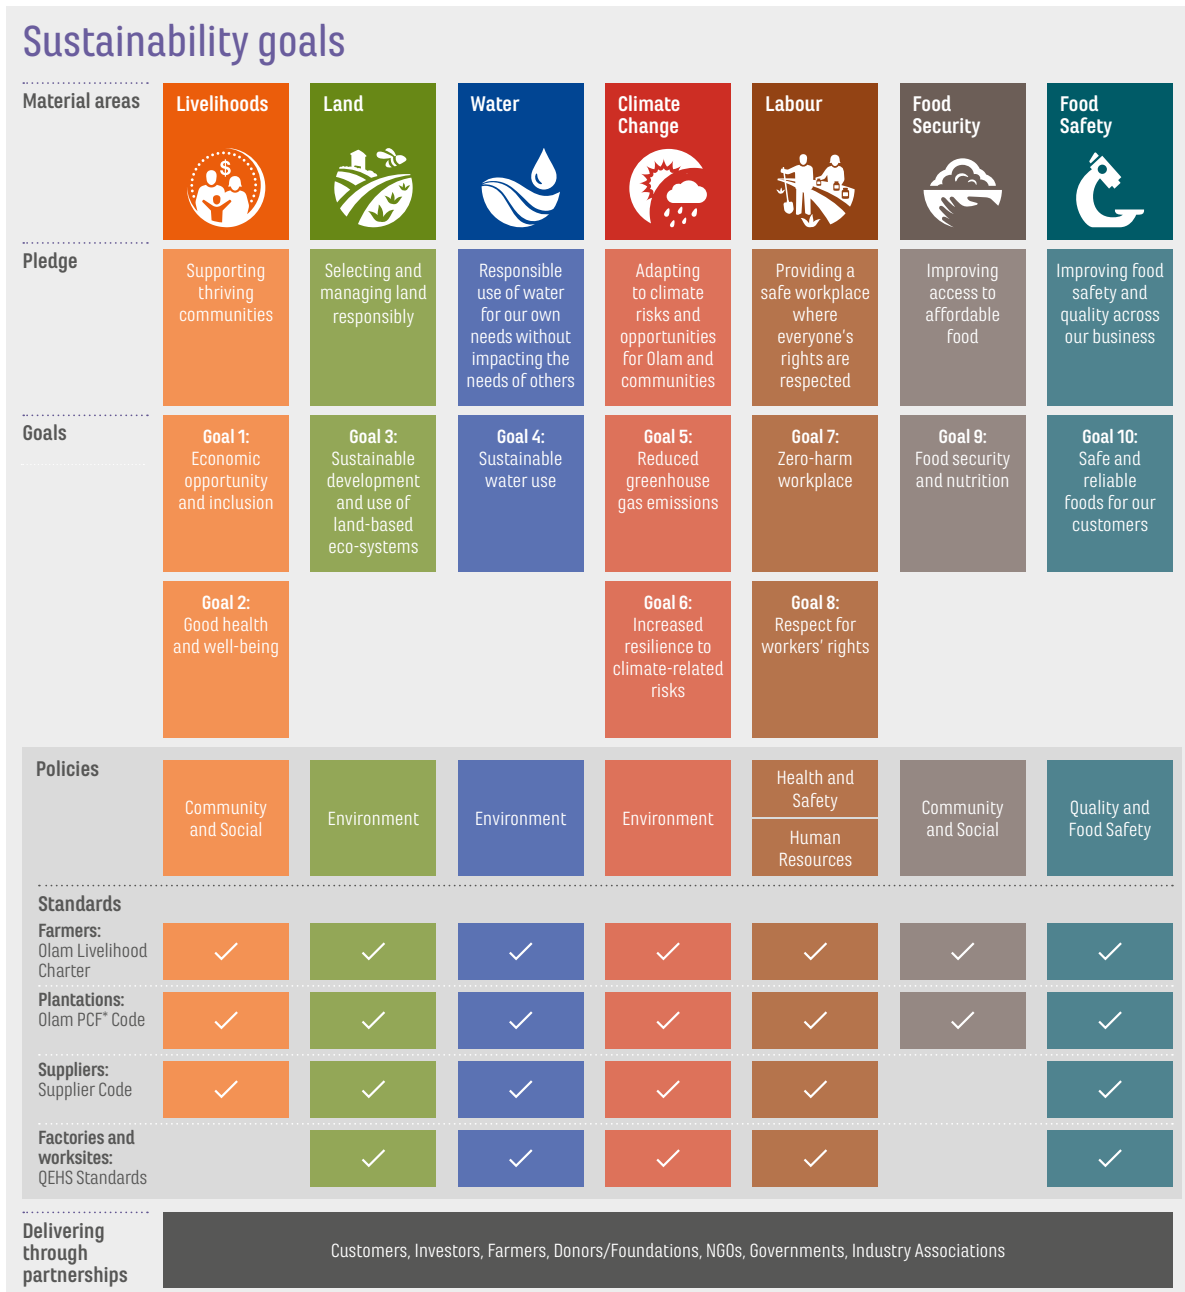 Sustainability goals
Material areas
Livelihoods
$
Land
Water
Climate
Change
Labour
Food
Security
Food
Safety
Pledge
Supporting
thriving
communities
Selecting and
managing land
responsibly
Responsible
use of water
for our own
needs without
impacting the
needs of others
Adapting
to climate
risks and
opportunities
for Olam and
communities
Providing a
safe workplace
where
everyone's
rights are
respected
Improving
access to
affordable
food
Improving food
safety and
quality across
our business
Goals
Goal 1:
Economic
opportunity
and inclusion
Goal 3:
Sustainable
development
and use of
land-based
eco-systems
Goal 4:
Sustainable
water use
Goal 5:
Reduced
greenhouse
gas emissions
Goal 7:
Zero-harm
workplace
Goal 9:
Food security
and nutrition
Goal 10:
Safe and
reliable
foods for our
customers
Goal 2:
Good health
and well-being
Goal 6:
Increased
resilience to
climate-related
risks
Goal 8:
Respect for
workers' rights
Policies
Community
and Social
Environment
Environment
Environment
Health and
Safety
Human
Resources
Community
and Social
Quality and
Food Safety
Standards
Farmers:
Olam Livelihood
Charter
Plantations:
Olam PCF* Code
Suppliers:
Supplier Code
Factories and
worksites:
QEHS Standards
Delivering
through
partnerships
Customers, Investors, Farmers, Donors/Foundations, NGOs, Governments, Industry Associations